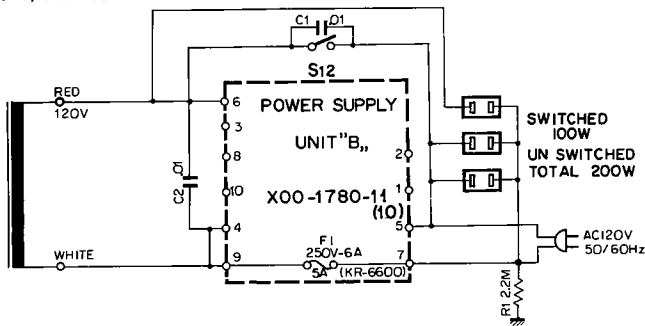 C1 .01
S12
RED
120V
6
POWER SUPPLY
3
UNIT"B„
8
2
C2 .01
10
1
X00-1780-11
(10)
4
5
F1
250V-6A
WHITE
9
5A
(KR-6600)
7
SWITCHED
100W
UN SWITCHED
TOTAL 200W
AC120V
50/60Hz
R1 2.2M